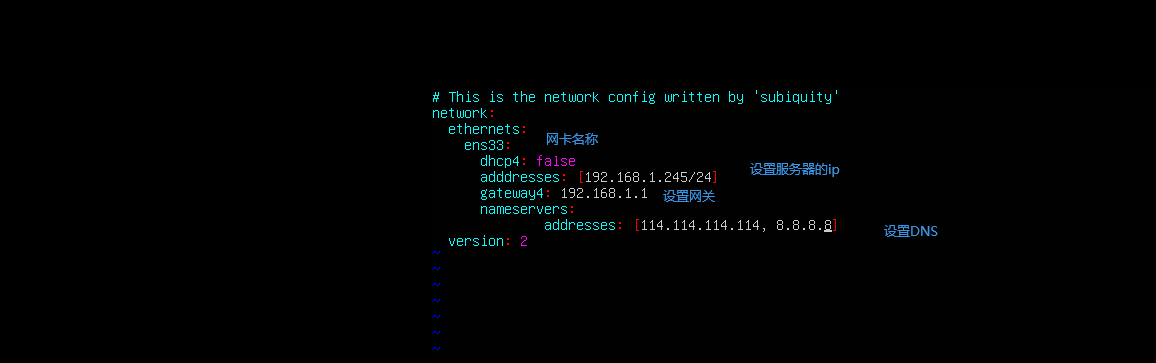 # This is the network config written by 'subiquity'
network:
ethernets:
网卡名称
ens33:
dhcp4: false
adddresses: [192.168.1.245/24]
设置服务器的ip
gateway4: 192.168.1.1
设置网关
nameservers:
addresses: [114.114.114.114, 8.8.8.8]
设置DNS
version: 2
~
~
~
~
~
~
~